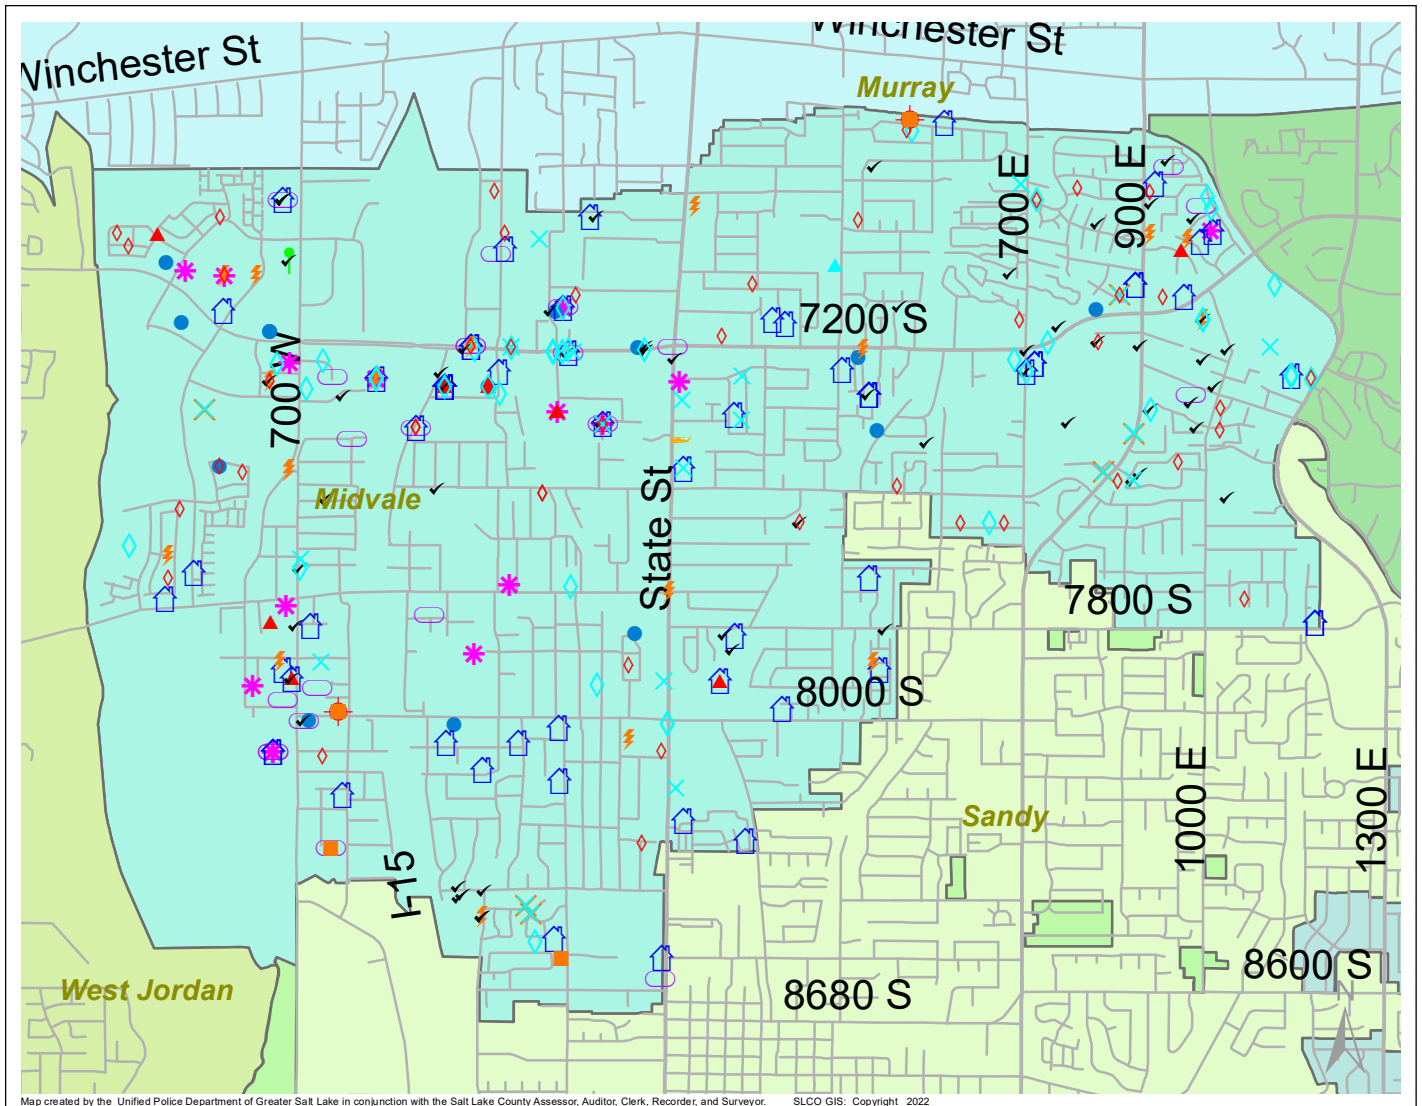 Winchester St
Winchester St
Murray
700 E
900 E
7200 S
700 W
Midvale
State St
7800 S
8000 S
1000 E
1300 E
Sandy
I-15
8600 S
West Jordan
8680 S
Map created by the Unified Police Department of Greater Salt Lake in conjunction with the Salt Lake County Assessor, Auditor, Clerk, Recorder, and Surveyor. SLCO GIS: Copyright 2022